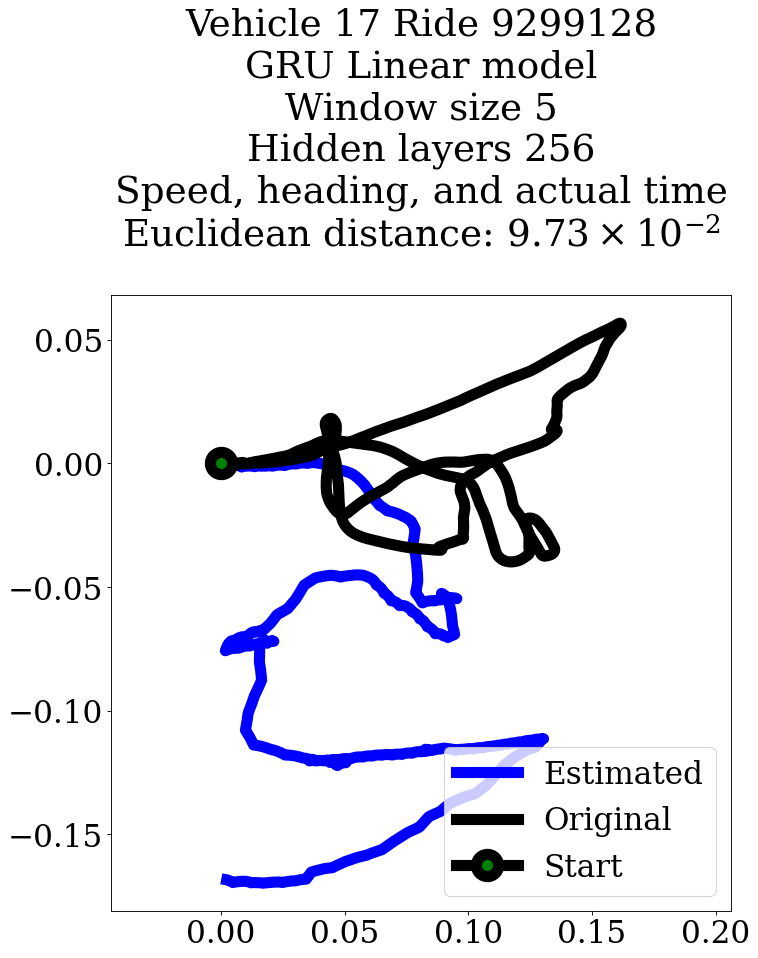 Vehicle 17 Ride 9299128
GRU Linear model
Window size 5
Hidden layers 256
Speed, heading, and actual time
Euclidean distance: 9.73 × 10⁻²
0.05
0.00
−0.05
−0.10
−0.15
Estimated
Original
Start
0.00 0.05 0.10 0.15 0.20